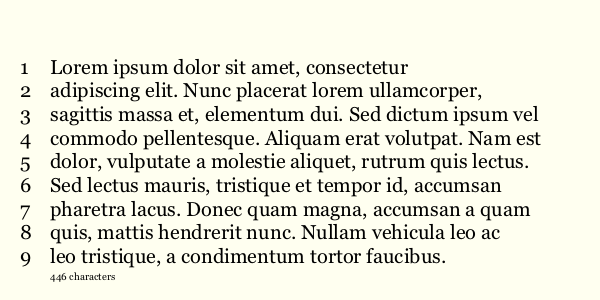 1 Lorem ipsum dolor sit amet, consectetur
2 adipiscing elit. Nunc placerat lorem ullamcorper,
3 sagittis massa et, elementum dui. Sed dictum ipsum vel
4 commodo pellentesque. Aliquam erat volutpat. Nam est
5 dolor, vulputate a molestie aliquet, rutrum quis lectus.
6 Sed lectus mauris, tristique et tempor id, accumsan
7 pharetra lacus. Donec quam magna, accumsan a quam
8 quis, mattis hendrerit nunc. Nullam vehicula leo ac
9 leo tristique, a condimentum tortor faucibus.
446 characters